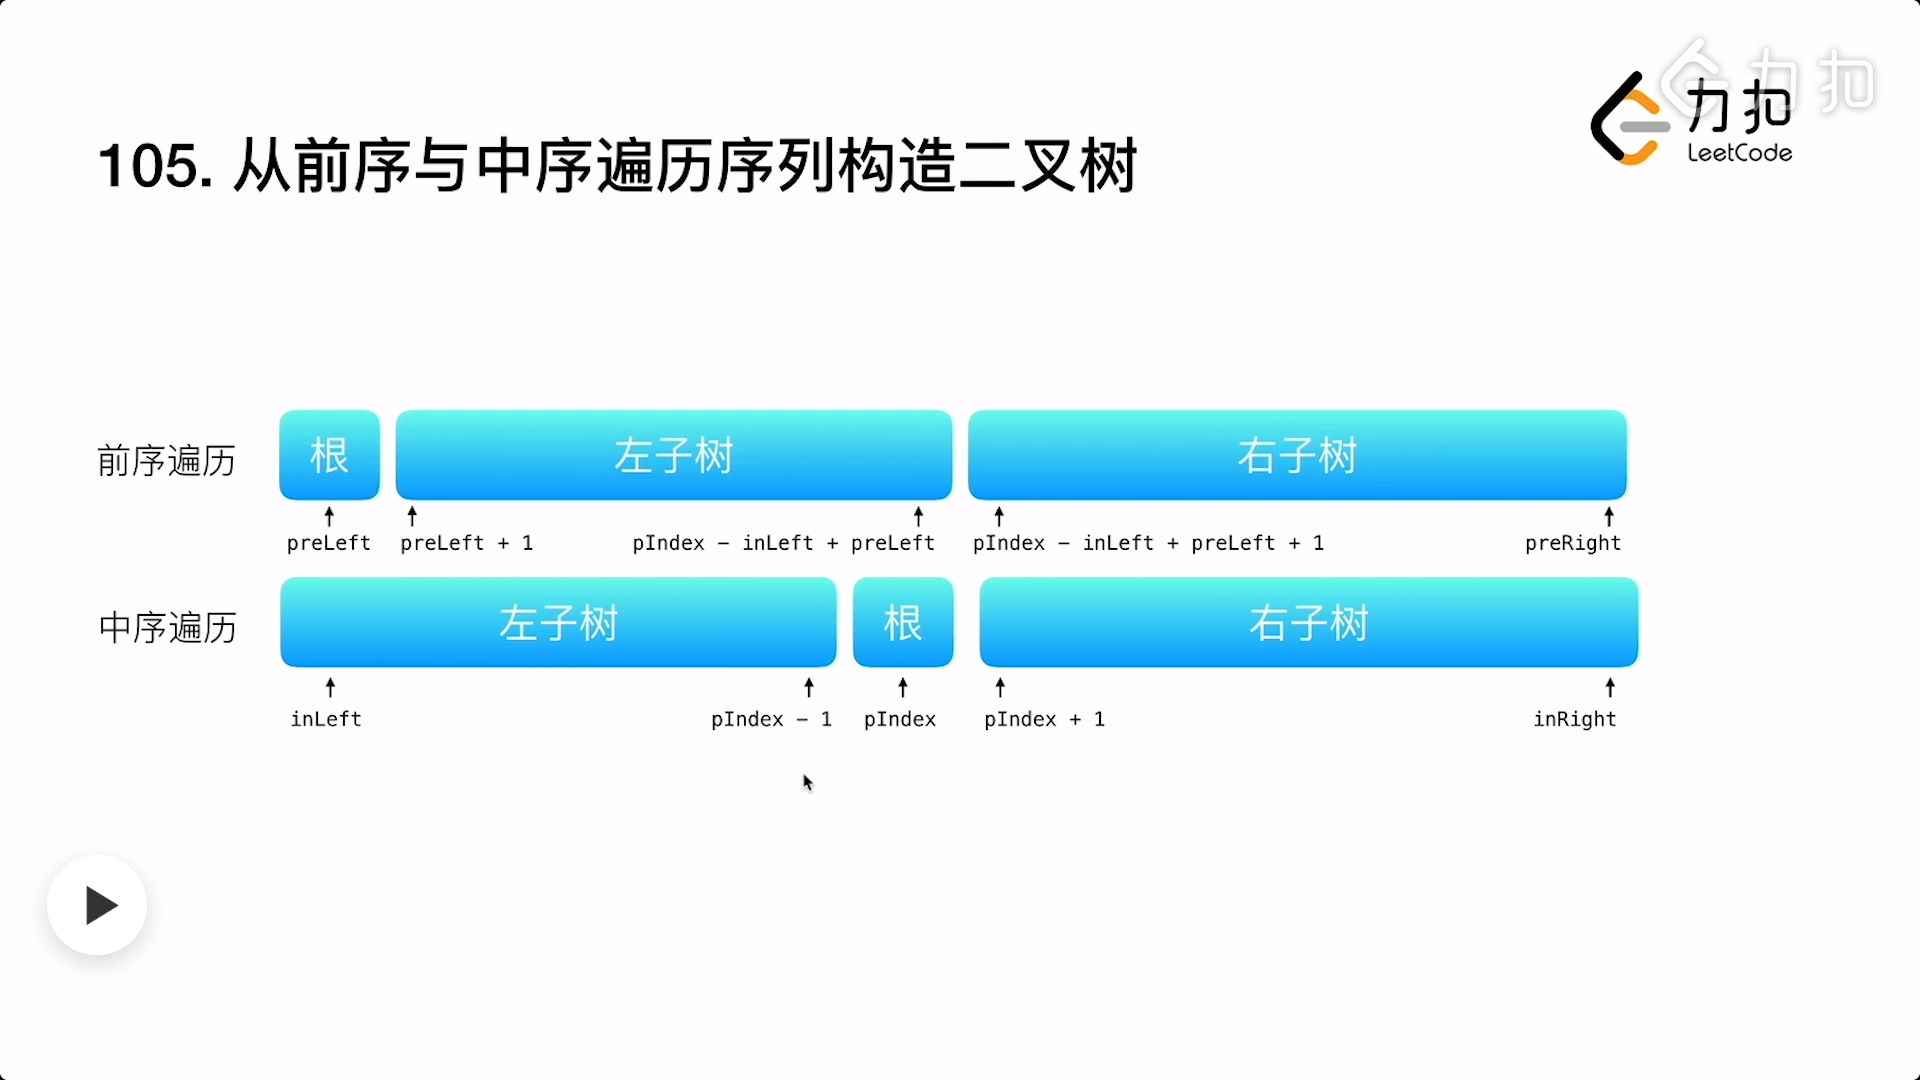 力扣
力扣
LeetCode
105. 从前序与中序遍历序列构造二叉树
前序遍历 根 左子树 右子树
preLeft preLeft + 1 pIndex - inLeft + preLeft pIndex - inLeft + preLeft + 1 preRight
中序遍历 左子树 根 右子树
inLeft pIndex - 1 pIndex pIndex + 1 inRight